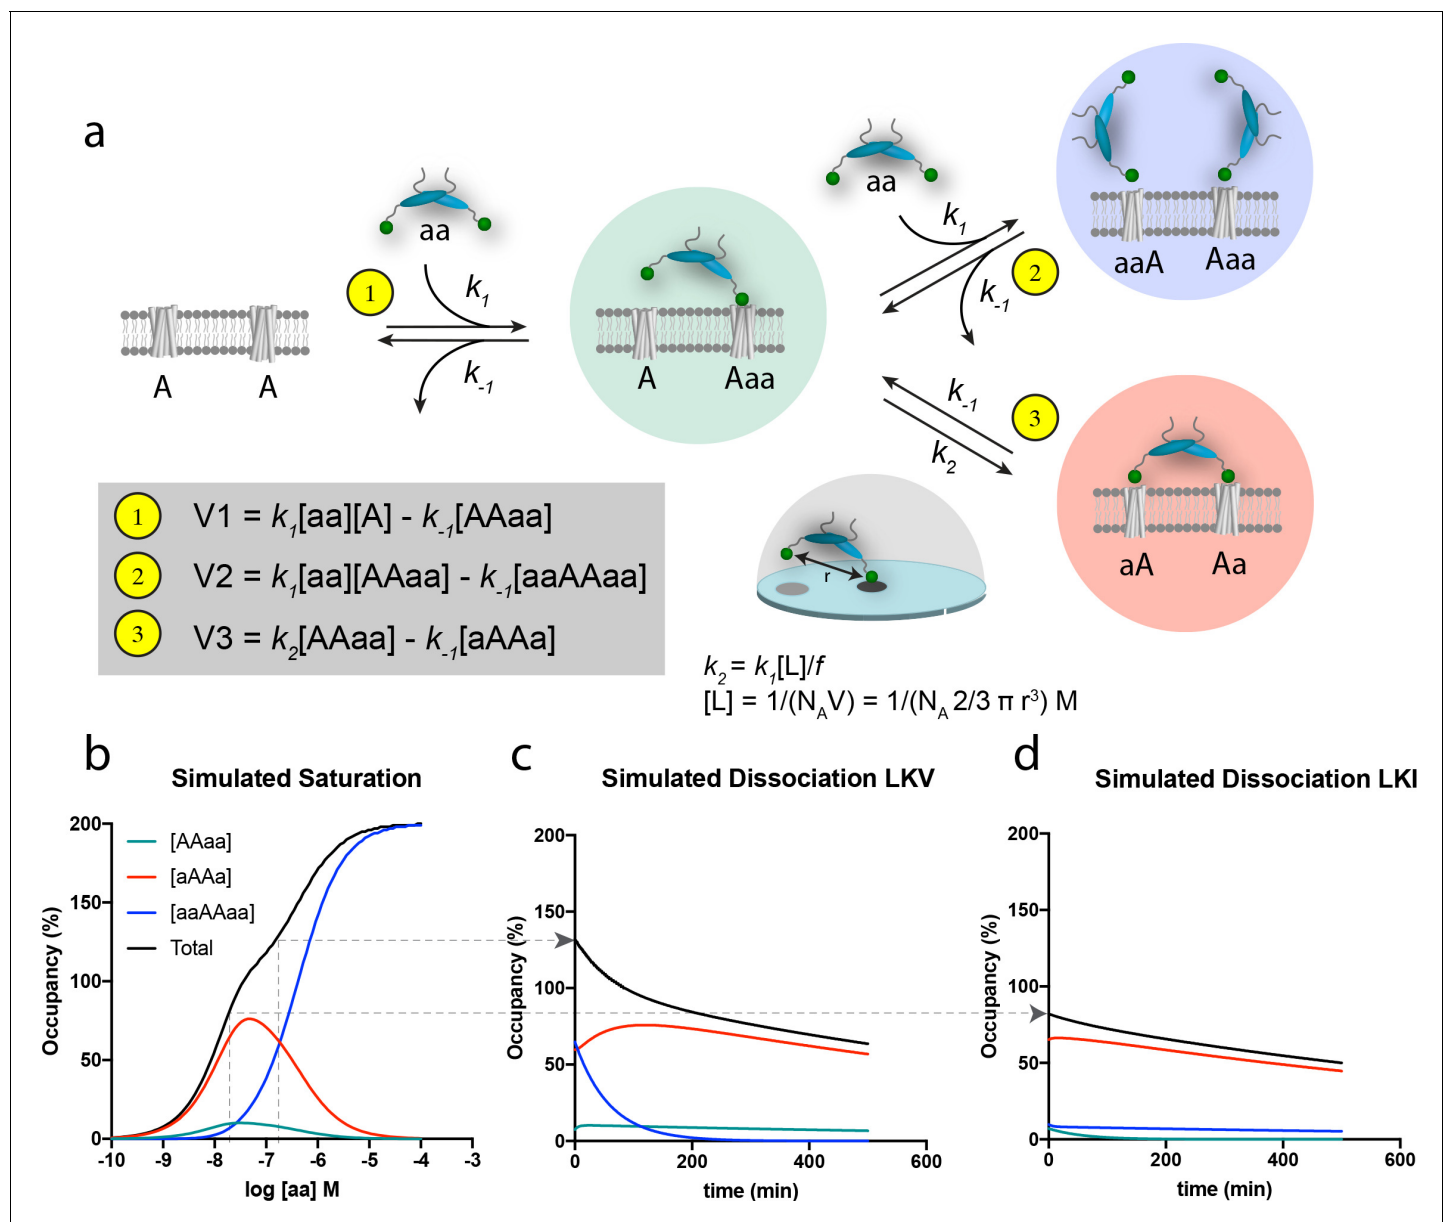 a
aa
1
k1
k-1
A
A
A
Aaa
aa
k1
k-1
2
aaA
Aaa
k-1
k2
3
aA
Aa
r
1 V1 = k1[aa][A] - k-1[AAaa]
2 V2 = k1[aa][AAaa] - k-1[aaAAaa]
3 V3 = k2[AAaa] - k-1[aAAa]
k2 = k1[L]/f
[L] = 1/(NAV) = 1/(NA 2/3 π r³) M
b
Simulated Saturation
Occupancy (%)
200
150
100
50
0
[AAaa]
[aAAa]
[aaAAaa]
Total
-10 -9 -8 -7 -6 -5 -4 -3
log [aa] M
c
Simulated Dissociation LKV
Occupancy (%)
200
150
100
50
0
0 200 400 600
time (min)
d
Simulated Dissociation LKI
Occupancy (%)
200
150
100
50
0
0 200 400 600
time (min)